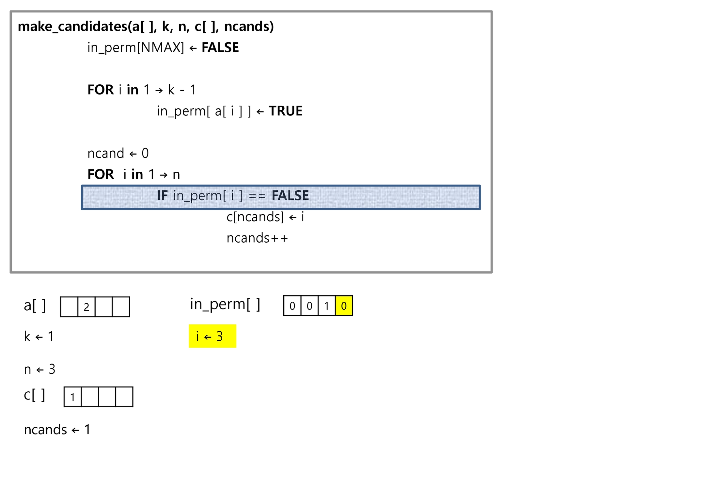 make_candidates(a[ ], k, n, c[ ], ncands)
in_perm[NMAX] ← FALSE
FOR i in 1 → k - 1
in_perm[ a[ i ] ] ← TRUE
ncand ← 0
FOR i in 1 → n
IF in_perm[ i ] == FALSE
c[ncands] ← i
ncands++
a[ ] 2 in_perm[ ] 0 0 1 0
k ← 1 i ← 3
n ← 3
c[ ] 1
ncands ← 1